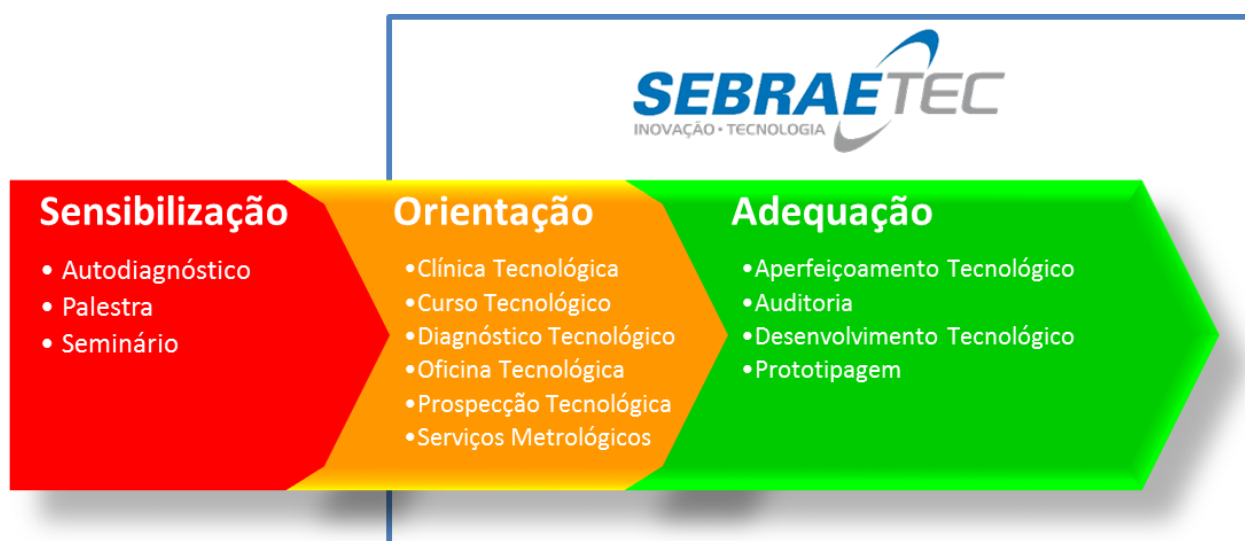 SEBRAETEC
INOVAÇÃO • TECNOLOGIA
Sensibilização
• Autodiagnóstico
• Palestra
• Seminário
Orientação
•Clínica Tecnológica
•Curso Tecnológico
•Diagnóstico Tecnológico
•Oficina Tecnológica
•Prospecção Tecnológica
•Serviços Metrológicos
Adequação
•Aperfeiçoamento Tecnológico
•Auditoria
•Desenvolvimento Tecnológico
•Prototipagem